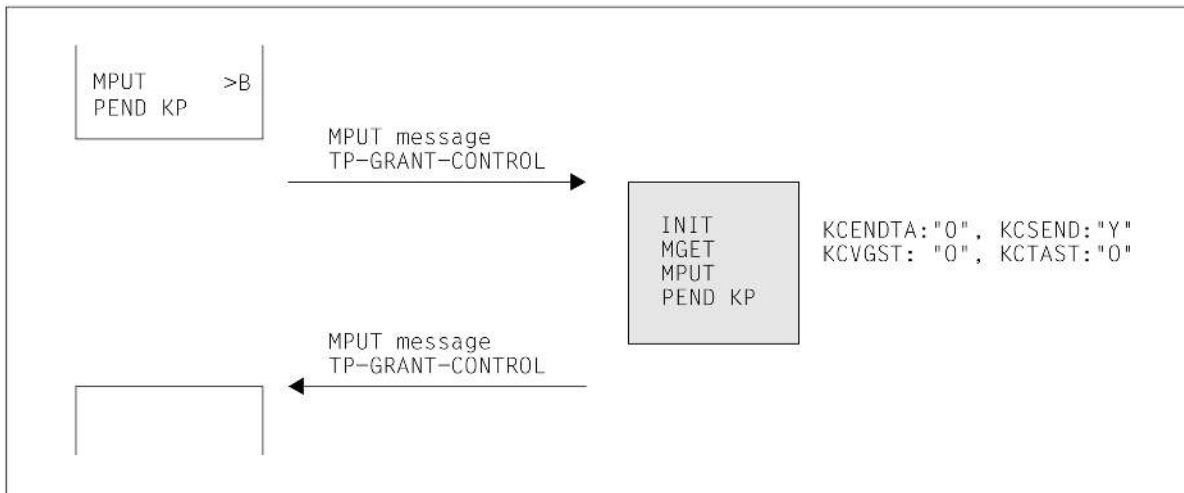 MPUT >B
PEND KP
MPUT message
TP-GRANT-CONTROL
INIT
MGET
MPUT
PEND KP
KCENDTA:"O", KCSEND:"Y"
KCVGST: "O", KCTAST:"O"
MPUT message
TP-GRANT-CONTROL